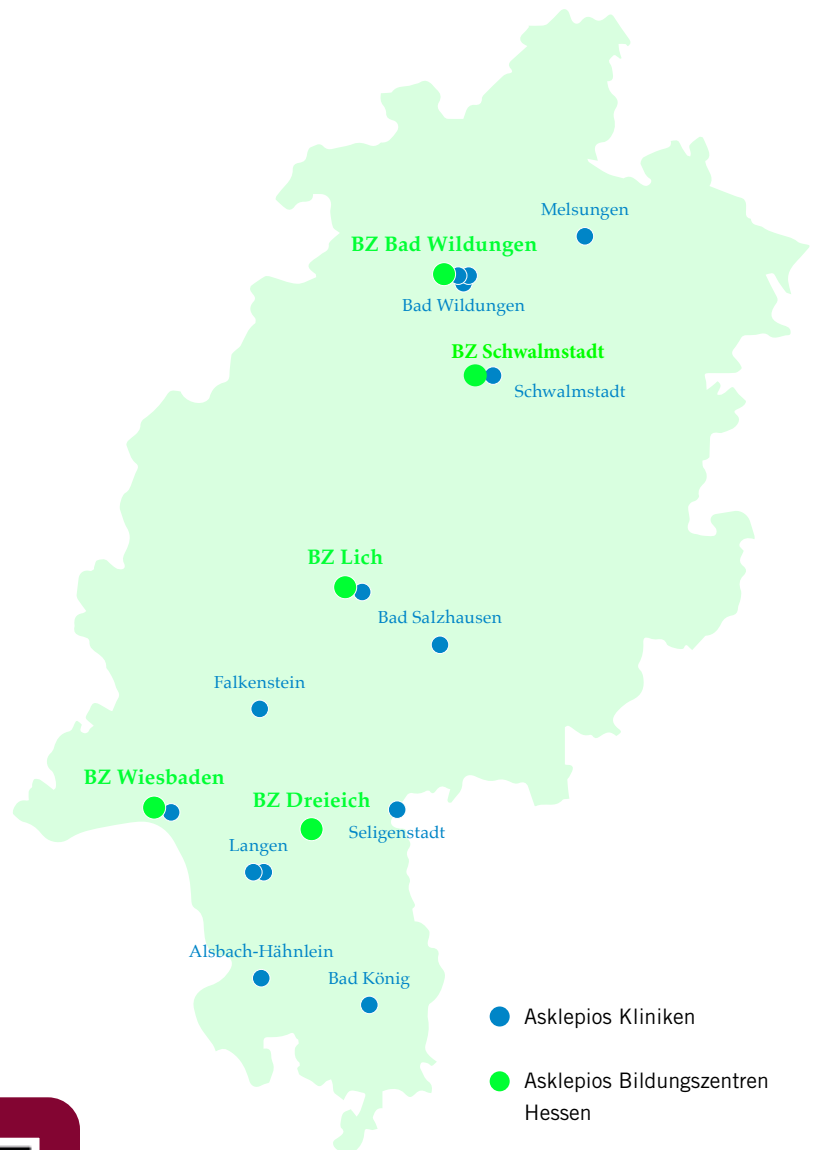 Melsungen
BZ Bad Wildungen
Bad Wildungen
BZ Schwalmstadt
Schwalmstadt
BZ Lich
Bad Salzhausen
Falkenstein
BZ Wiesbaden
BZ Dreieich
Seligenstadt
Langen
Alsbach-Hähnlein
Bad König
Asklepios Kliniken
Asklepios Bildungszentren
Hessen